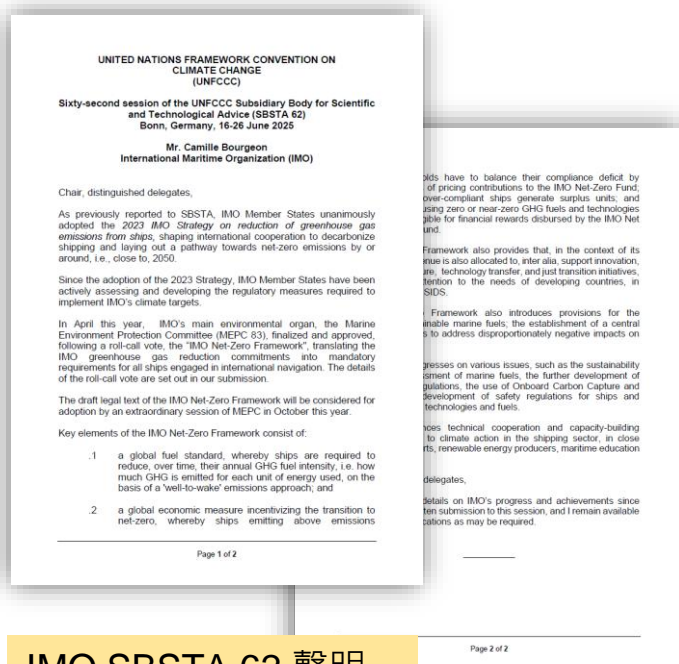 UNITED NATIONS FRAMEWORK CONVENTION ON
CLIMATE CHANGE
(UNFCCC)
Sixty-second session of the UNFCCC Subsidiary Body for Scientific
and Technological Advice (SBSTA 62)
Bonn, Germany, 16-26 June 2025
Mr. Camille Bourgeon
International Maritime Organization (IMO)
Chair, distinguished delegates,
As previously reported to SBSTA, IMO Member States unanimously
adopted the 2023 IMO Strategy on reduction of greenhouse gas
emissions from ships, shaping international cooperation to decarbonize
shipping and laying out a pathway towards net-zero emissions by or
around, i.e., close to, 2050.
Since the adoption of the 2023 Strategy, IMO Member States have been
actively assessing and developing the regulatory measures required to
implement IMO's climate targets.
In April this year, IMO's main environmental organ, the Marine
Environment Protection Committee (MEPC 83), finalized and approved,
following a roll-call vote, the "IMO Net-Zero Framework", translating the
IMO greenhouse gas reduction commitments into mandatory
requirements for all ships engaged in international navigation. The details
of the roll-call vote are set out in our submission.
The draft legal text of the IMO Net-Zero Framework will be considered for
adoption by an extraordinary session of MEPC in October this year.
Key elements of the IMO Net-Zero Framework consist of:
.1 a global fuel standard, whereby ships are required to
reduce, over time, their annual GHG fuel intensity, i.e. how
much GHG is emitted for each unit of energy used, on the
basis of a 'well-to-wake' emissions approach; and
.2 a global economic measure incentivizing the transition to
net-zero, whereby ships emitting above emissions
Page 1 of 2
have to balance their compliance deficit by
of pricing contributions to the IMO Net-Zero Fund;
over-compliant ships generate surplus units; and
using zero or near-zero GHG fuels and technologies
for financial rewards disbursed by the IMO Net
Framework also provides that, in the context of its
is also allocated to, inter alia, support innovation,
technology transfer, and just transition initiatives,
to the needs of developing countries, in
SIDS.
Framework also introduces provisions for the
marine fuels; the establishment of a central
to address disproportionately negative impacts on
on various issues, such as the sustainability
of marine fuels, the further development of
the use of Onboard Carbon Capture and
development of safety regulations for ships and
technologies and fuels.
technical cooperation and capacity-building
to climate action in the shipping sector, in close
renewable energy producers, maritime education
delegates,
details on IMO's progress and achievements since
submission to this session, and I remain available
as may be required.
Page 2 of 2
IMO SBSTA 62 聲明